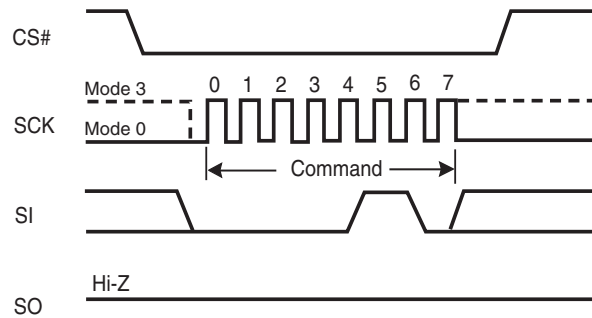 CS#
Mode 3
0 1 2 3 4 5 6 7
SCK
Mode 0
Command
SI
Hi-Z
SO